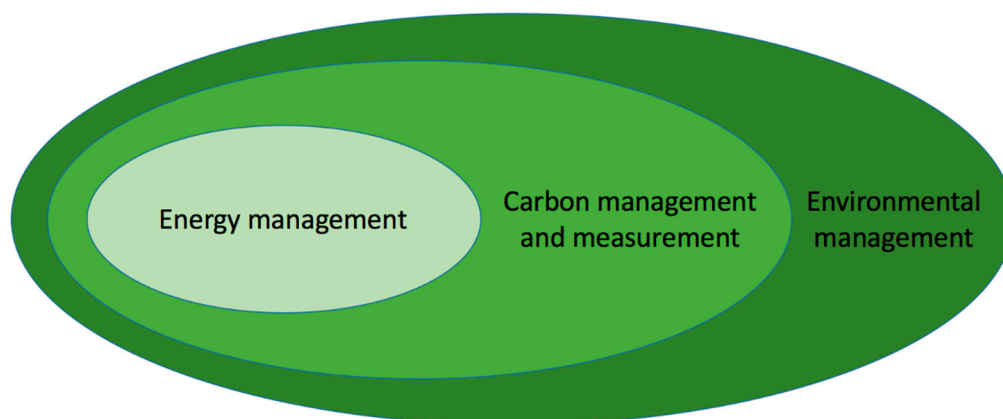 Energy management
Carbon management
and measurement
Environmental
management